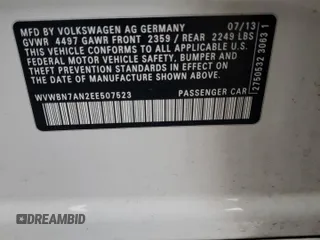 MFD BY VOLKSWAGEN AG GERMANY 07/13
GVWR 4497 GAWR FRONT 2359 / REAR 2249 LBS
THIS VEHICLE CONFORMS TO ALL APPLICABLE U.S.
FEDERAL MOTOR VEHICLE SAFETY, BUMPER, AND
THEFT PREVENTION STANDARDS IN EFFECT ON THE
DATE OF MANUFACTURE SHOWN ABOVE.
WVWBN7AN2EE507523 PASSENGER CAR
2750532 3063 1
DREAMBID